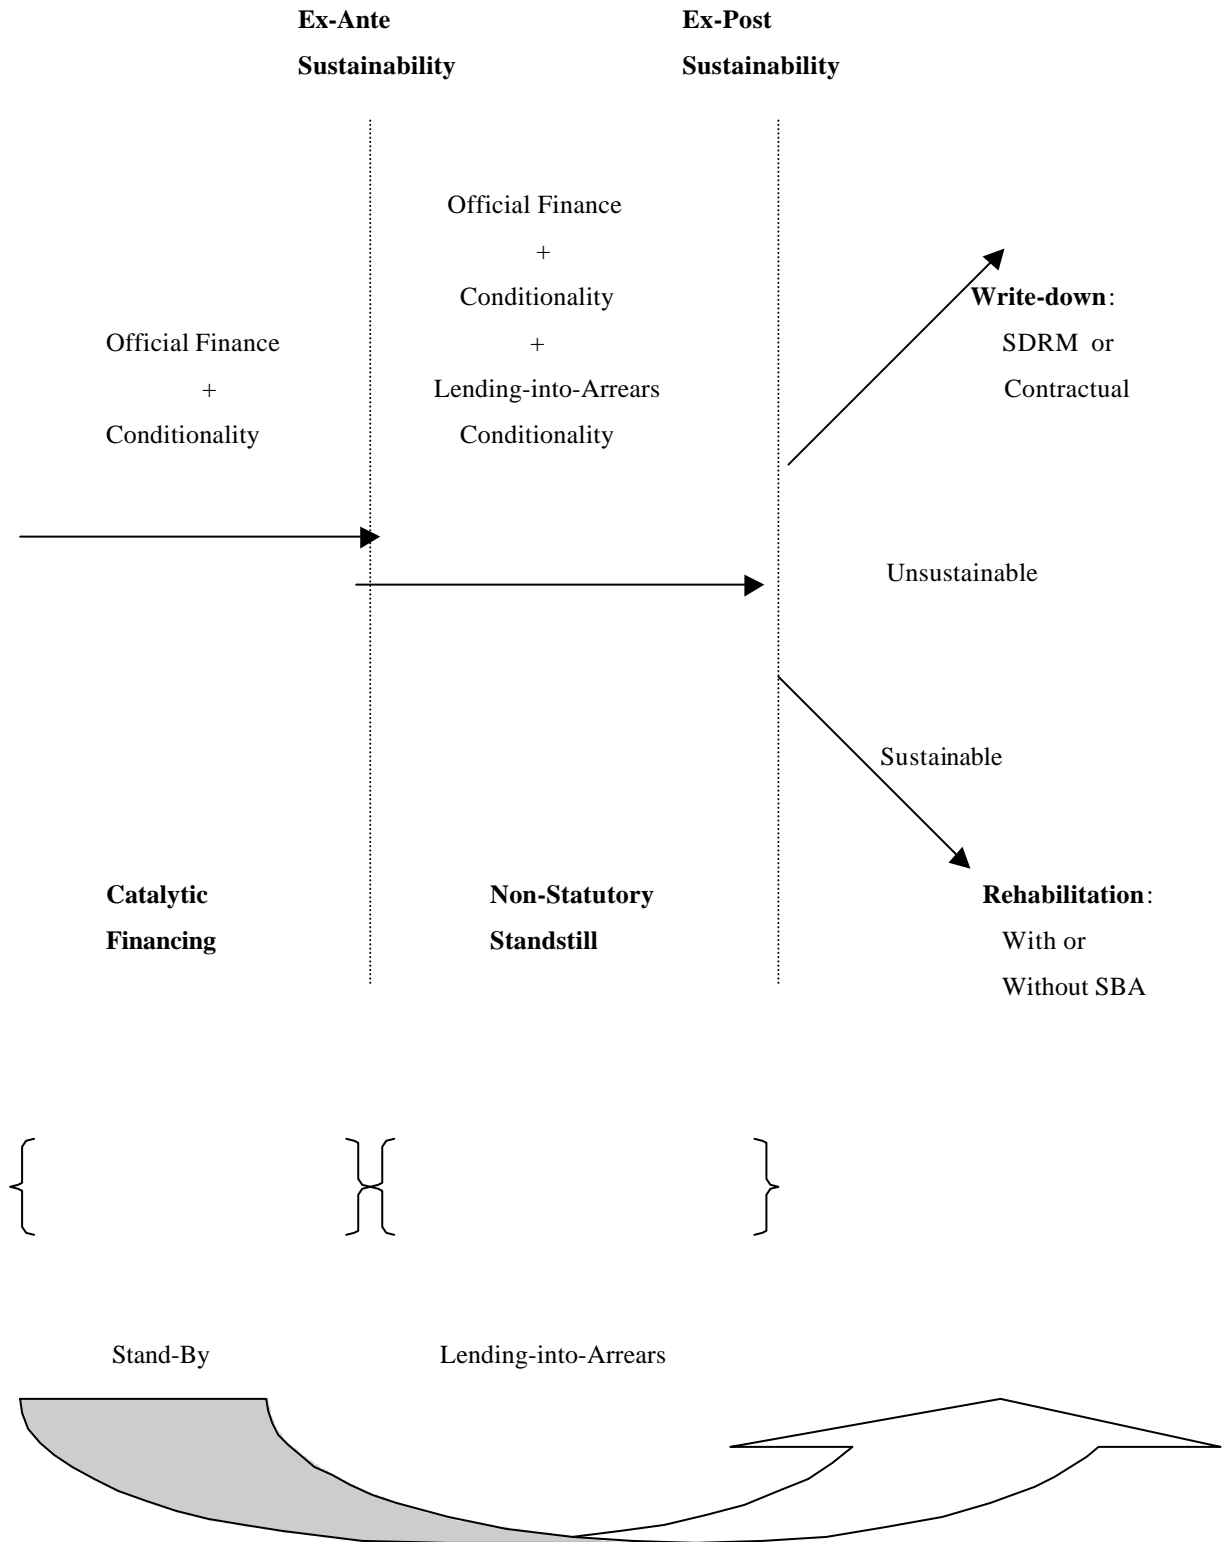 Ex-Ante
Sustainability
Ex-Post
Sustainability
Official Finance
+
Conditionality
Official Finance
+
Conditionality
+
Lending-into-Arrears
Conditionality
Write-down:
SDRM or
Contractual
Unsustainable
Sustainable
Catalytic
Financing
Non-Statutory
Standstill
Rehabilitation:
With or
Without SBA
Stand-By
Lending-into-Arrears